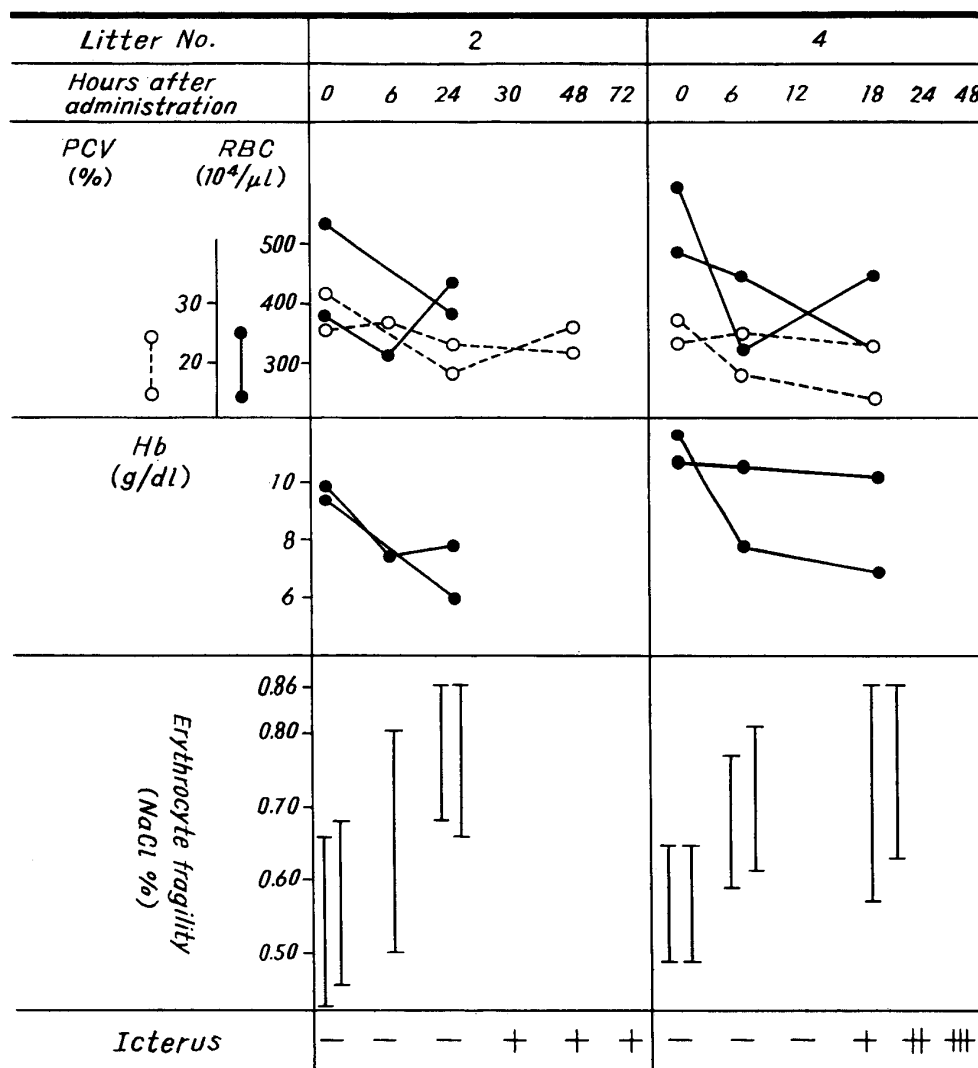 Litter No. 2 4
Hours after
administration
0 6 24 30 48 72 0 6 12 18 24 48
PCV
(%)
RBC
(10⁴/μl)
500
400
300
30
20
Hb
(g/dl)
10
8
6
Erythrocyte fragility
(NaCl %)
0.86
0.80
0.70
0.60
0.50
Icterus − − − + + + − − − + ⧺ ⧻